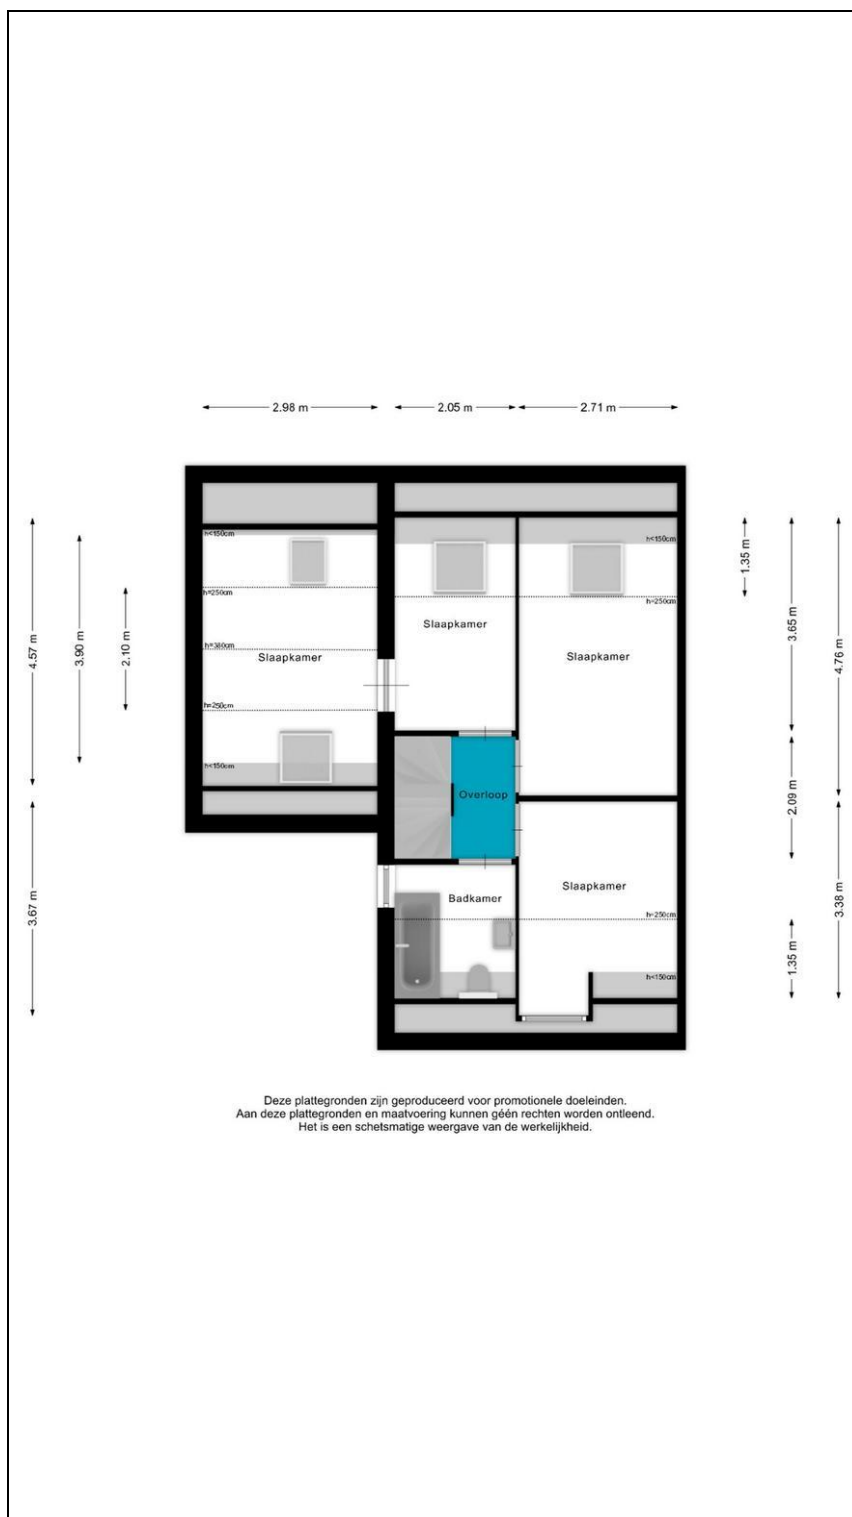 2.98 m
2.05 m
2.71 m
4.57 m
3.90 m
2.10 m
3.67 m
1.35 m
3.65 m
4.76 m
2.09 m
3.38 m
1.35 m
h<150cm
h=250cm
h=380cm
Slaapkamer
h=250cm
h<150cm
Slaapkamer
h<150cm
h=250cm
Slaapkamer
Overloop
Badkamer
Slaapkamer
h=250cm
h<150cm
Deze plattegronden zijn geproduceerd voor promotionele doeleinden.
Aan deze plattegronden en maatvoering kunnen géén rechten worden ontleend.
Het is een schetsmatige weergave van de werkelijkheid.